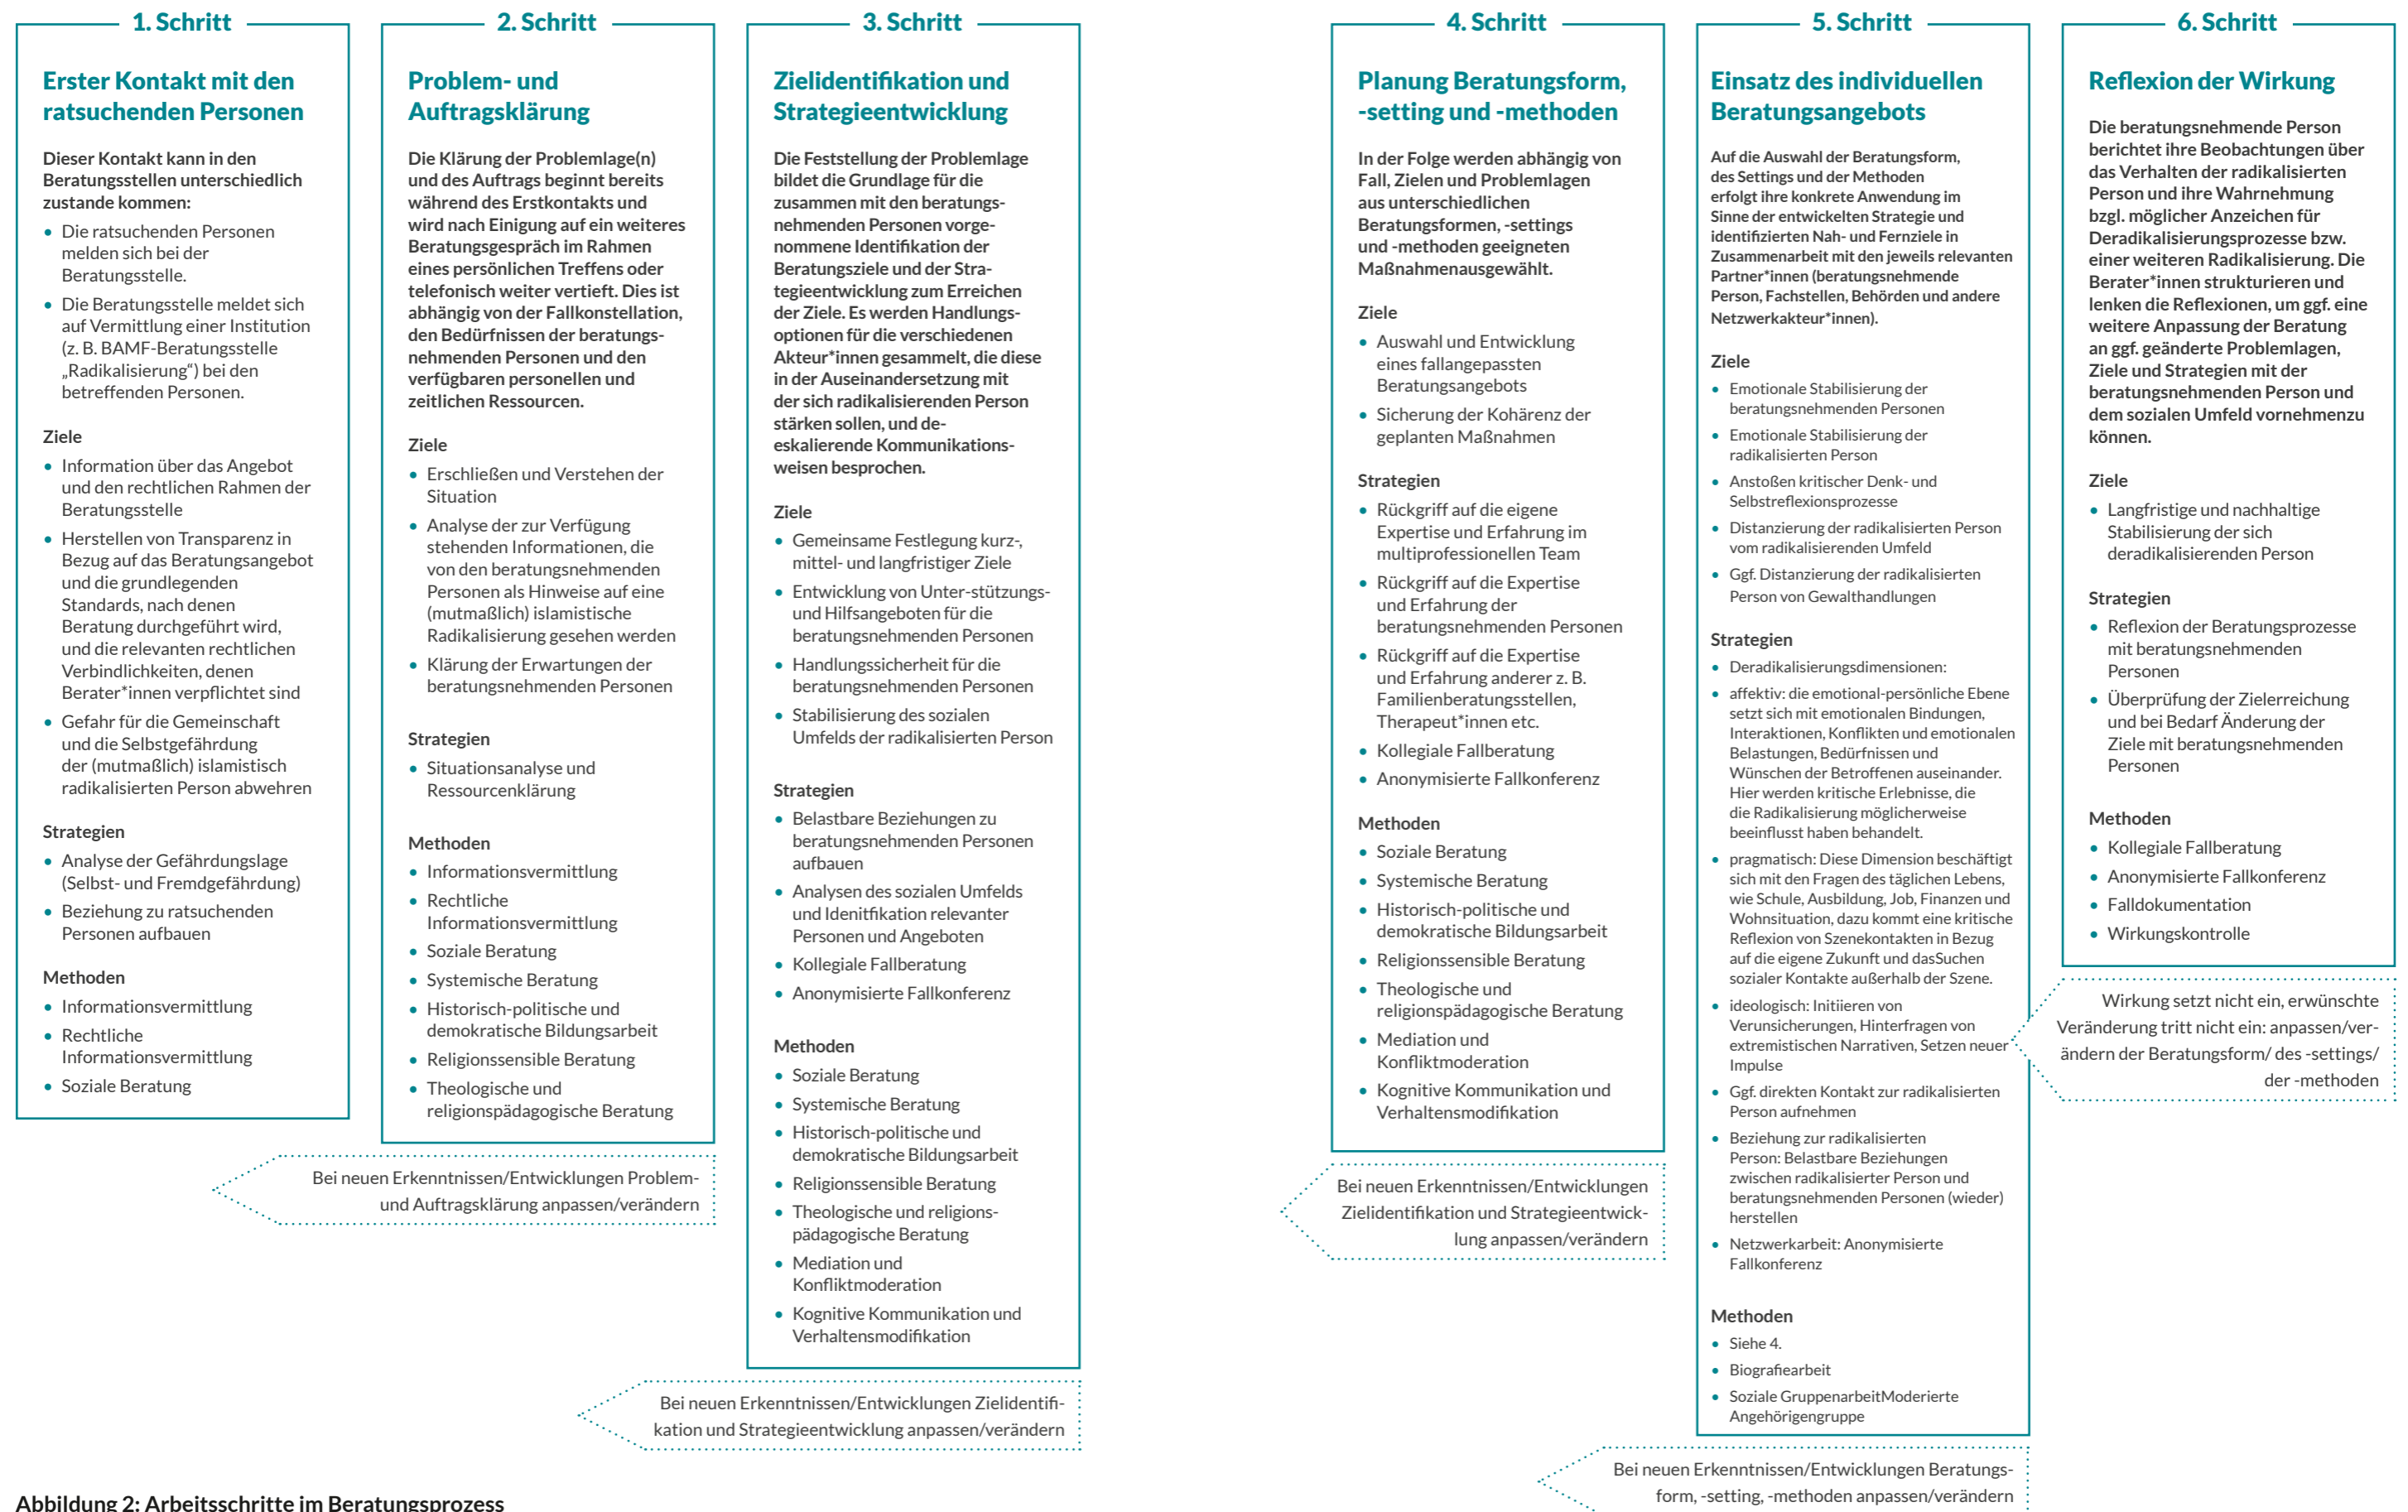 1. Schritt
Erster Kontakt mit den
ratsuchenden Personen
Dieser Kontakt kann in den
Beratungsstellen unterschiedlich
zustande kommen:
• Die ratsuchenden Personen
melden sich bei der
Beratungsstelle.
• Die Beratungsstelle meldet sich
auf Vermittlung einer Institution
(z. B. BAMF-Beratungsstelle
„Radikalisierung“) bei den
betreffenden Personen.
Ziele
• Information über das Angebot
und den rechtlichen Rahmen der
Beratungsstelle
• Herstellen von Transparenz in
Bezug auf das Beratungsangebot
und die grundlegenden
Standards, nach denen
Beratung durchgeführt wird,
und die relevanten rechtlichen
Verbindlichkeiten, denen
Berater*innen verpflichtet sind
• Gefahr für die Gemeinschaft
und die Selbstgefährdung
der (mutmaßlich) islamistisch
radikalisierten Person abwehren
Strategien
• Analyse der Gefährdungslage
(Selbst- und Fremdgefährdung)
• Beziehung zu ratsuchenden
Personen aufbauen
Methoden
• Informationsvermittlung
• Rechtliche
Informationsvermittlung
• Soziale Beratung
2. Schritt
Problem- und
Auftragsklärung
Die Klärung der Problemlage(n)
und des Auftrags beginnt bereits
während des Erstkontakts und
wird nach Einigung auf ein weiteres
Beratungsgespräch im Rahmen
eines persönlichen Treffens oder
telefonisch weiter vertieft. Dies ist
abhängig von der Fallkonstellation,
den Bedürfnissen der beratungs-
nehmenden Personen und den
verfügbaren personellen und
zeitlichen Ressourcen.
Ziele
• Erschließen und Verstehen der
Situation
• Analyse der zur Verfügung
stehenden Informationen, die
von den beratungsnehmenden
Personen als Hinweise auf eine
(mutmaßlich) islamistische
Radikalisierung gesehen werden
• Klärung der Erwartungen der
beratungsnehmenden Personen
Strategien
• Situationsanalyse und
Ressourcenklärung
Methoden
• Informationsvermittlung
• Rechtliche
Informationsvermittlung
• Soziale Beratung
• Systemische Beratung
• Historisch-politische und
demokratische Bildungsarbeit
• Religionssensible Beratung
• Theologische und
religionspädagogische Beratung
Bei neuen Erkenntnissen/Entwicklungen Problem-
und Auftragsklärung anpassen/verändern
3. Schritt
Zielidentifikation und
Strategieentwicklung
Die Feststellung der Problemlage
bildet die Grundlage für die
zusammen mit den beratungs-
nehmenden Personen vorge-
nommene Identifikation der
Beratungsziele und der Stra-
tegieentwicklung zum Erreichen
der Ziele. Es werden Handlungs-
optionen für die verschiedenen
Akteur*innen gesammelt, die diese
in der Auseinandersetzung mit
der sich radikalisierenden Person
stärken sollen, und de-
eskalierende Kommunikations-
weisen besprochen.
Ziele
• Gemeinsame Festlegung kurz-,
mittel- und langfristiger Ziele
• Entwicklung von Unter-stützungs-
und Hilfsangeboten für die
beratungsnehmenden Personen
• Handlungssicherheit für die
beratungsnehmenden Personen
• Stabilisierung des sozialen
Umfelds der radikalisierten Person
Strategien
• Belastbare Beziehungen zu
beratungsnehmenden Personen
aufbauen
• Analysen des sozialen Umfelds
und Idenitfikation relevanter
Personen und Angeboten
• Kollegiale Fallberatung
• Anonymisierte Fallkonferenz
Methoden
• Soziale Beratung
• Systemische Beratung
• Historisch-politische und
demokratische Bildungsarbeit
• Religionssensible Beratung
• Theologische und religions-
pädagogische Beratung
• Mediation und
Konfliktmoderation
• Kognitive Kommunikation und
Verhaltensmodifikation
Bei neuen Erkenntnissen/Entwicklungen Zielidentifi-
kation und Strategieentwicklung anpassen/verändern
4. Schritt
Planung Beratungsform,
-setting und -methoden
In der Folge werden abhängig von
Fall, Zielen und Problemlagen
aus unterschiedlichen
Beratungsformen, -settings
und -methoden geeigneten
Maßnahmenausgewählt.
Ziele
• Auswahl und Entwicklung
eines fallangepassten
Beratungsangebots
• Sicherung der Kohärenz der
geplanten Maßnahmen
Strategien
• Rückgriff auf die eigene
Expertise und Erfahrung im
multiprofessionellen Team
• Rückgriff auf die Expertise
und Erfahrung der
beratungsnehmenden Personen
• Rückgriff auf die Expertise
und Erfahrung anderer z. B.
Familienberatungsstellen,
Therapeut*innen etc.
• Kollegiale Fallberatung
• Anonymisierte Fallkonferenz
Methoden
• Soziale Beratung
• Systemische Beratung
• Historisch-politische und
demokratische Bildungsarbeit
• Religionssensible Beratung
• Theologische und
religionspädagogische Beratung
• Mediation und
Konfliktmoderation
• Kognitive Kommunikation und
Verhaltensmodifikation
Bei neuen Erkenntnissen/Entwicklungen
Zielidentifikation und Strategieentwick-
lung anpassen/verändern
5. Schritt
Einsatz des individuellen
Beratungsangebots
Auf die Auswahl der Beratungsform,
des Settings und der Methoden
erfolgt ihre konkrete Anwendung im
Sinne der entwickelten Strategie und
identifizierten Nah- und Fernziele in
Zusammenarbeit mit den jeweils relevanten
Partner*innen (beratungsnehmende
Person, Fachstellen, Behörden und andere
Netzwerkakteur*innen).
Ziele
• Emotionale Stabilisierung der
beratungsnehmenden Personen
• Emotionale Stabilisierung der
radikalisierten Person
• Anstoßen kritischer Denk- und
Selbstreflexionsprozesse
• Distanzierung der radikalisierten Person
vom radikalisierenden Umfeld
• Ggf. Distanzierung der radikalisierten
Person von Gewalthandlungen
Strategien
• Deradikalisierungsdimensionen:
• affektiv: die emotional-persönliche Ebene
setzt sich mit emotionalen Bindungen,
Interaktionen, Konflikten und emotionalen
Belastungen, Bedürfnissen und
Wünschen der Betroffenen auseinander.
Hier werden kritische Erlebnisse, die
die Radikalisierung möglicherweise
beeinflusst haben behandelt.
• pragmatisch: Diese Dimension beschäftigt
sich mit den Fragen des täglichen Lebens,
wie Schule, Ausbildung, Job, Finanzen und
Wohnsituation, dazu kommt eine kritische
Reflexion von Szenekontakten in Bezug
auf die eigene Zukunft und dasSuchen
sozialer Kontakte außerhalb der Szene.
• ideologisch: Initiieren von
Verunsicherungen, Hinterfragen von
extremistischen Narrativen, Setzen neuer
Impulse
• Ggf. direkten Kontakt zur radikalisierten
Person aufnehmen
• Beziehung zur radikalisierten
Person: Belastbare Beziehungen
zwischen radikalisierter Person und
beratungsnehmenden Personen (wieder)
herstellen
• Netzwerkarbeit: Anonymisierte
Fallkonferenz
Methoden
• Siehe 4.
• Biografiearbeit
• Soziale GruppenarbeitModerierte
Angehörigengruppe
Bei neuen Erkenntnissen/Entwicklungen Beratungs-
form, -setting, -methoden anpassen/verändern
6. Schritt
Reflexion der Wirkung
Die beratungsnehmende Person
berichtet ihre Beobachtungen über
das Verhalten der radikalisierten
Person und ihre Wahrnehmung
bzgl. möglicher Anzeichen für
Deradikalisierungsprozesse bzw.
einer weiteren Radikalisierung. Die
Berater*innen strukturieren und
lenken die Reflexionen, um ggf. eine
weitere Anpassung der Beratung
an ggf. geänderte Problemlagen,
Ziele und Strategien mit der
beratungsnehmenden Person und
dem sozialen Umfeld vornehmenzu
können.
Ziele
• Langfristige und nachhaltige
Stabilisierung der sich
deradikalisierenden Person
Strategien
• Reflexion der Beratungsprozesse
mit beratungsnehmenden
Personen
• Überprüfung der Zielerreichung
und bei Bedarf Änderung der
Ziele mit beratungsnehmenden
Personen
Methoden
• Kollegiale Fallberatung
• Anonymisierte Fallkonferenz
• Falldokumentation
• Wirkungskontrolle
Wirkung setzt nicht ein, erwünschte
Veränderung tritt nicht ein: anpassen/ver-
ändern der Beratungsform/ des -settings/
der -methoden
Abbildung 2: Arbeitsschritte im Beratungsprozess